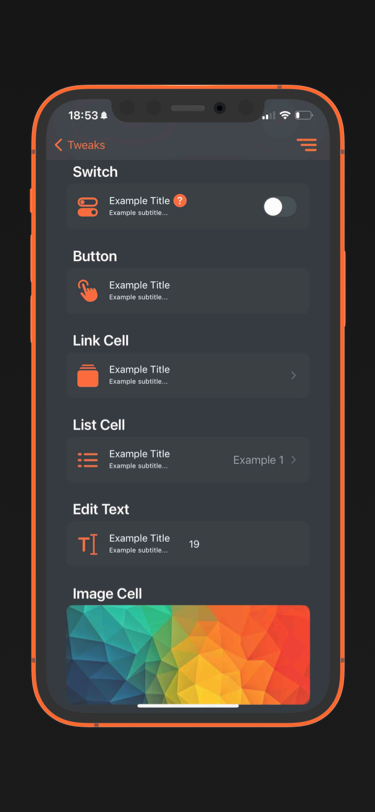 18:53
Tweaks
Switch
Example Title ?
Example subtitle...
Button
Example Title
Example subtitle...
Link Cell
Example Title
Example subtitle...
List Cell
Example Title
Example subtitle...
Example 1
Edit Text
Example Title
Example subtitle...
19
Image Cell